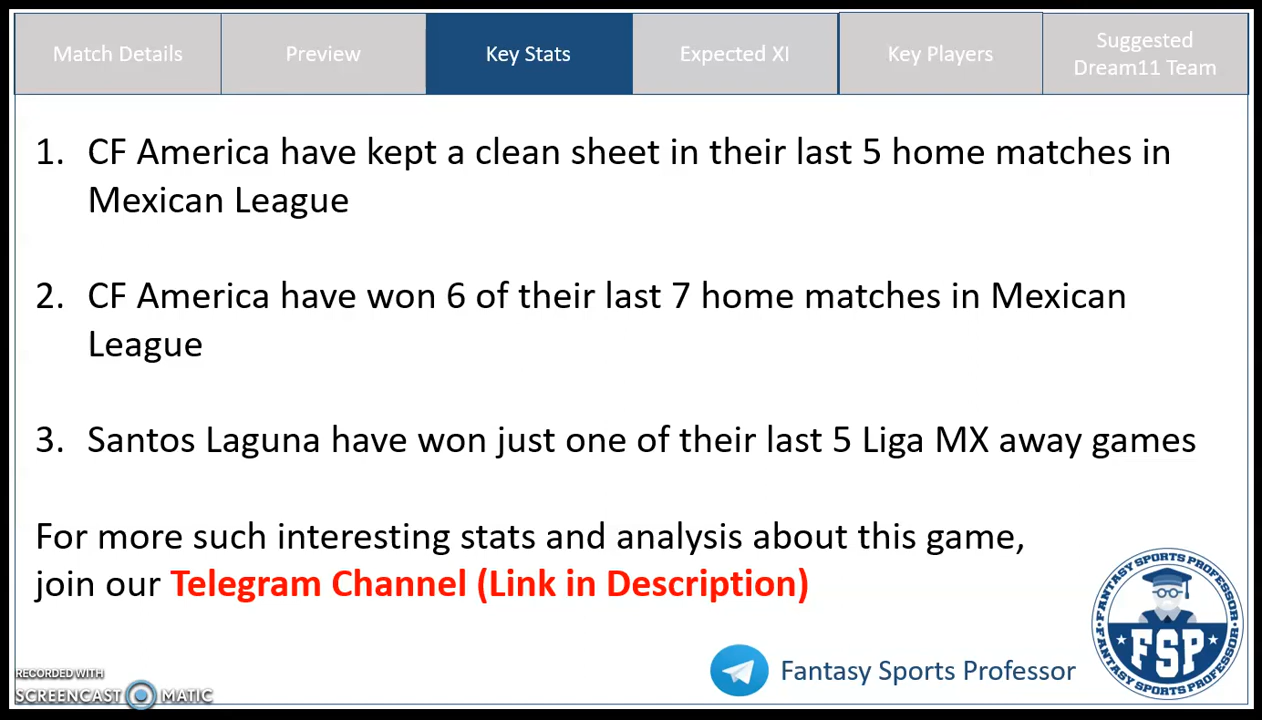 Match Details
Preview
Key Stats
Expected XI
Key Players
Suggested
Dream11 Team
1. CF America have kept a clean sheet in their last 5 home matches in
Mexican League
2. CF America have won 6 of their last 7 home matches in Mexican
League
3. Santos Laguna have won just one of their last 5 Liga MX away games
For more such interesting stats and analysis about this game,
join our Telegram Channel (Link in Description)
Fantasy Sports Professor
FANTASY SPORTS PROFESSOR
FSP
FANTASY SPORTS PROFESSOR
RECORDED WITH
SCREENCAST MATIC